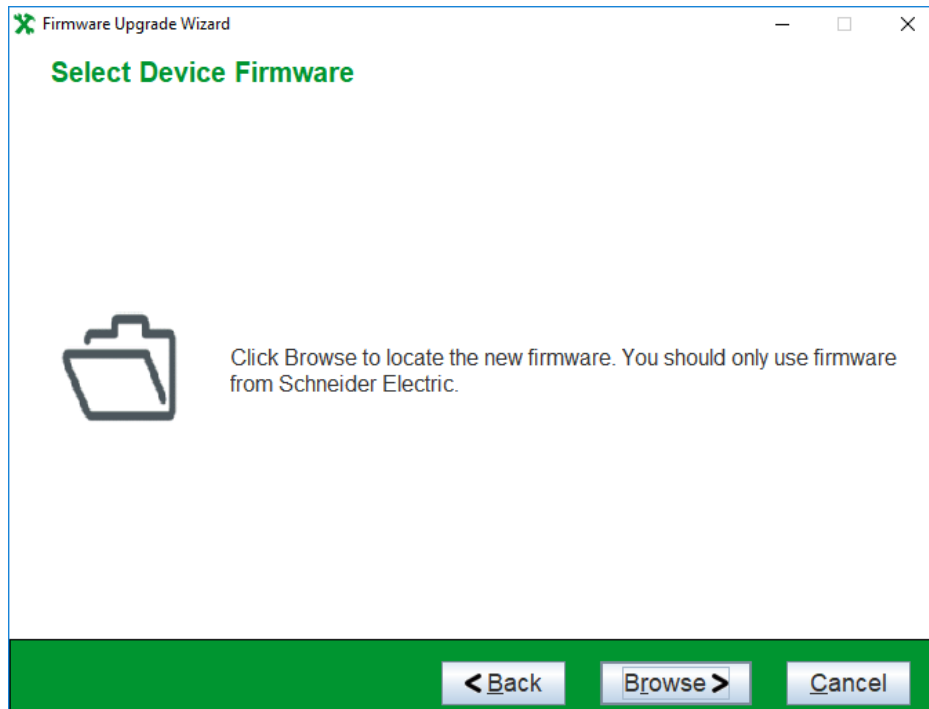 Firmware Upgrade Wizard
Select Device Firmware
Click Browse to locate the new firmware. You should only use firmware
from Schneider Electric.
< Back
Browse >
Cancel